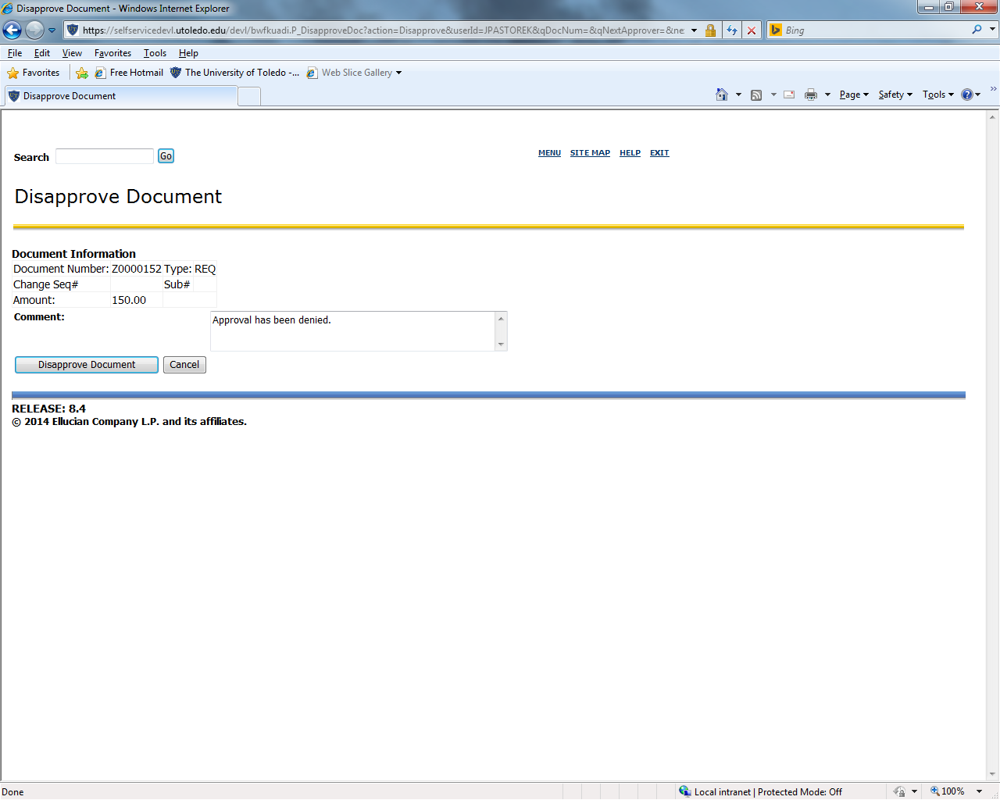 Disapprove Document - Windows Internet Explorer
https://selfservicedevl.utoledo.edu/devl/bwfkuadi.P_DisapproveDoc?action=Disapprove&userId=JPASTOREK&qDocNum=&qNextApprover=&ne:
Bing
File Edit View Favorites Tools Help
Favorites Free Hotmail The University of Toledo -... Web Slice Gallery
Disapprove Document
Page Safety Tools
Search Go
MENU SITE MAP HELP EXIT
Disapprove Document
Document Information
Document Number: Z0000152 Type: REQ
Change Seq# Sub#
Amount: 150.00
Comment: Approval has been denied.
Disapprove Document Cancel
RELEASE: 8.4
© 2014 Ellucian Company L.P. and its affiliates.
Done Local intranet | Protected Mode: Off 100%